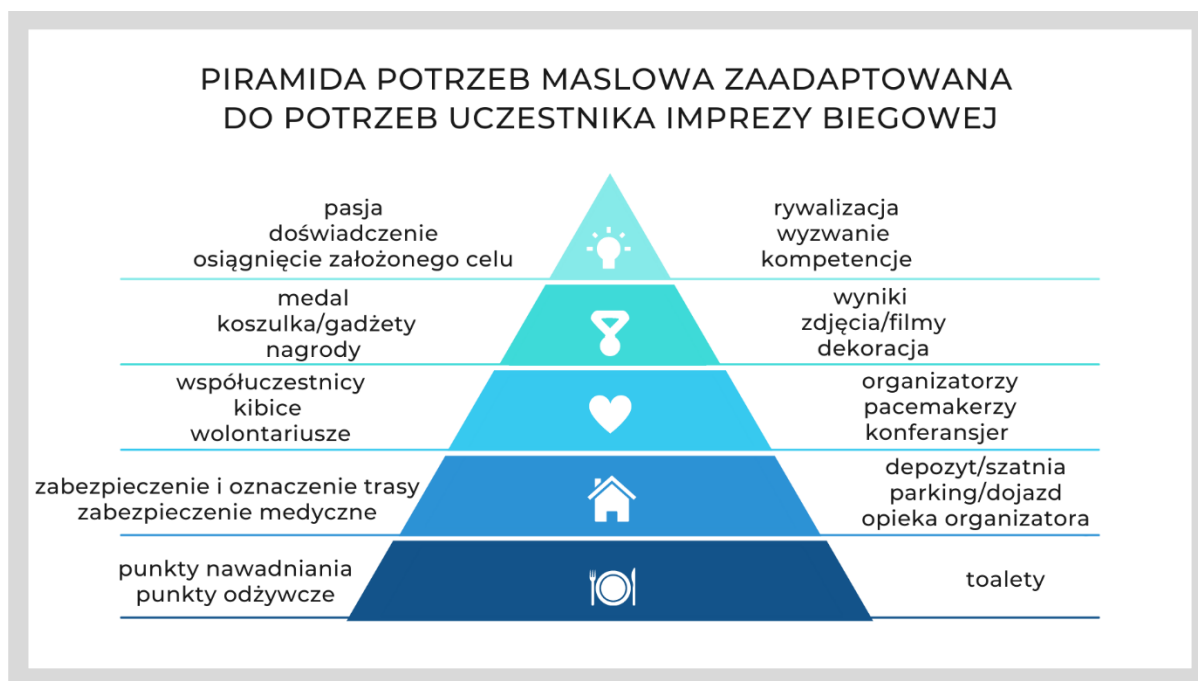 PIRAMIDA POTRZEB MASLOWA ZAADAPTOWANA
DO POTRZEB UCZESTNIKA IMPREZY BIEGOWEJ
pasja
doświadczenie
osiągnięcie założonego celu
rywalizacja
wyzwanie
kompetencje
medal
koszulka/gadżety
nagrody
wyniki
zdjęcia/filmy
dekoracja
współuczestnicy
kibice
wolontariusze
organizatorzy
pacemakerzy
konferansjer
zabezpieczenie i oznaczenie trasy
zabezpieczenie medyczne
depozyt/szatnia
parking/dojazd
opieka organizatora
punkty nawadniania
punkty odżywcze
toalety